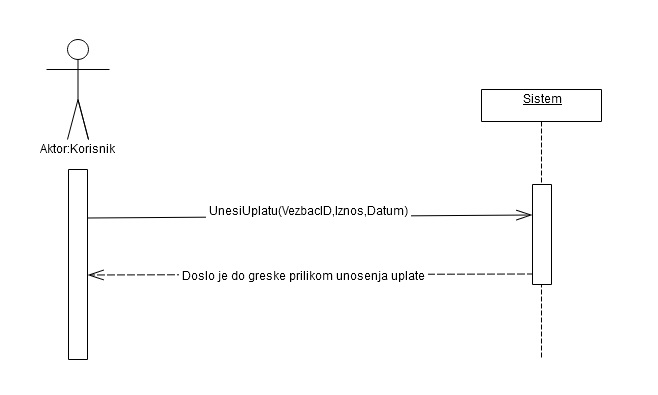 Sistem
Aktor:Korisnik
UnesiUplatu(VezbacID,Iznos,Datum)
Doslo je do greske prilikom unosenja uplate